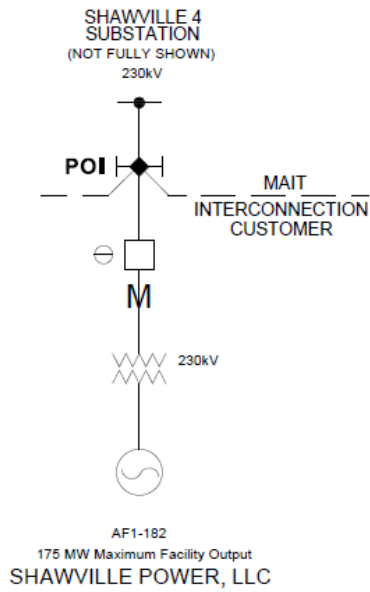 SHAWVILLE 4
SUBSTATION
(NOT FULLY SHOWN)
230kV
POI
MAIT
INTERCONNECTION
CUSTOMER
M
230kV
AF1-182
175 MW Maximum Facility Output
SHAWVILLE POWER, LLC